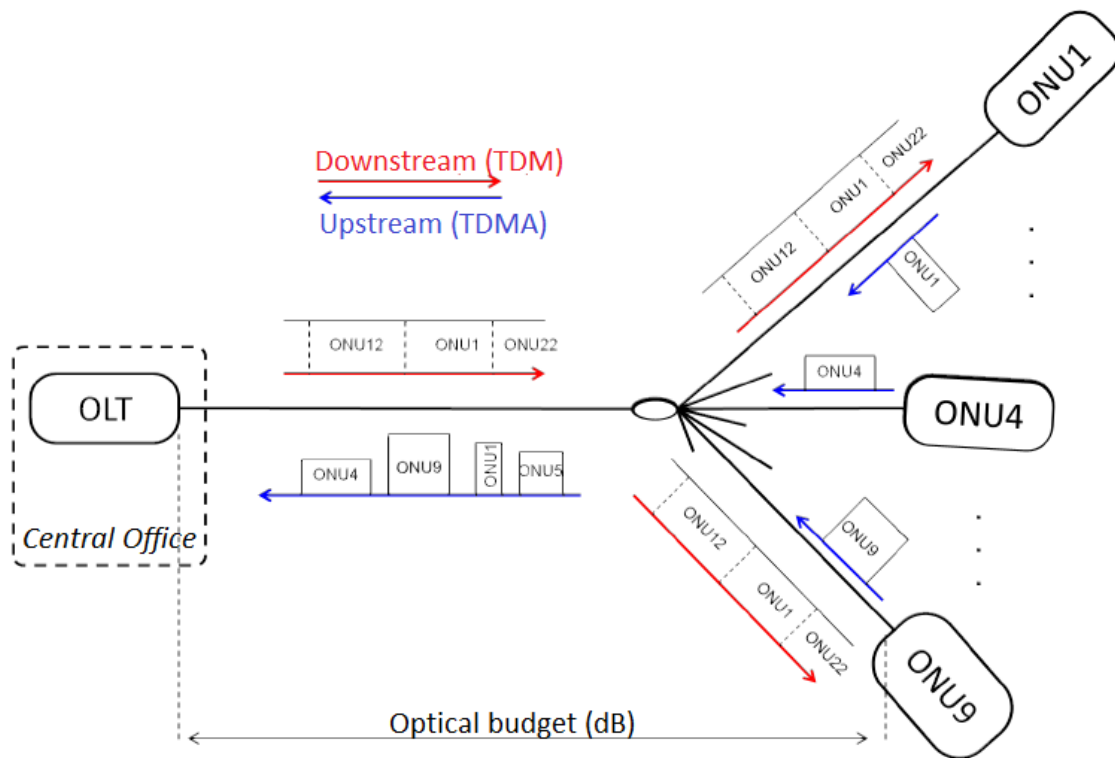 ONU1
Downstream (TDM)
Upstream (TDMA)
ONU12
ONU1
ONU22
ONU1
ONU12
ONU1
ONU22
ONU4
OLT
ONU4
ONU4
ONU9
ONU1
ONU5
Central Office
ONU12
ONU1
ONU22
ONU9
ONU9
Optical budget (dB)